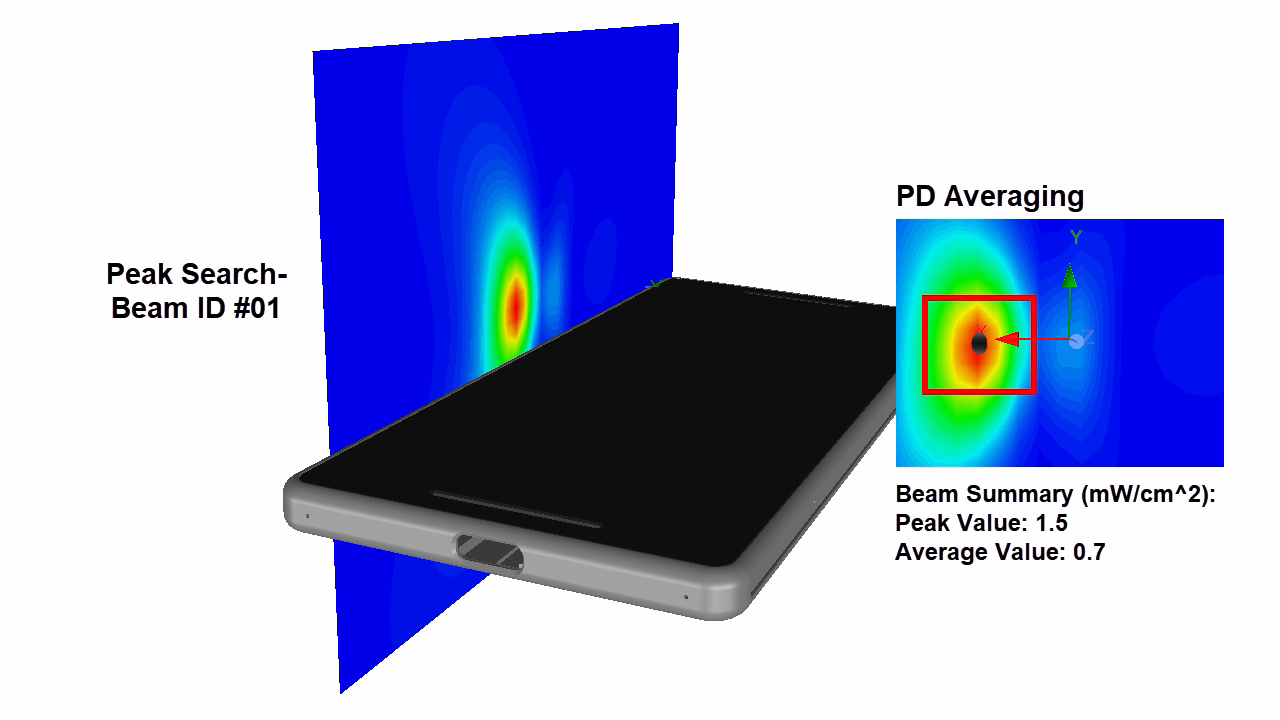 Peak Search-
Beam ID #01
PD Averaging
Y
X
Z
Beam Summary (mW/cm^2):
Peak Value: 1.5
Average Value: 0.7